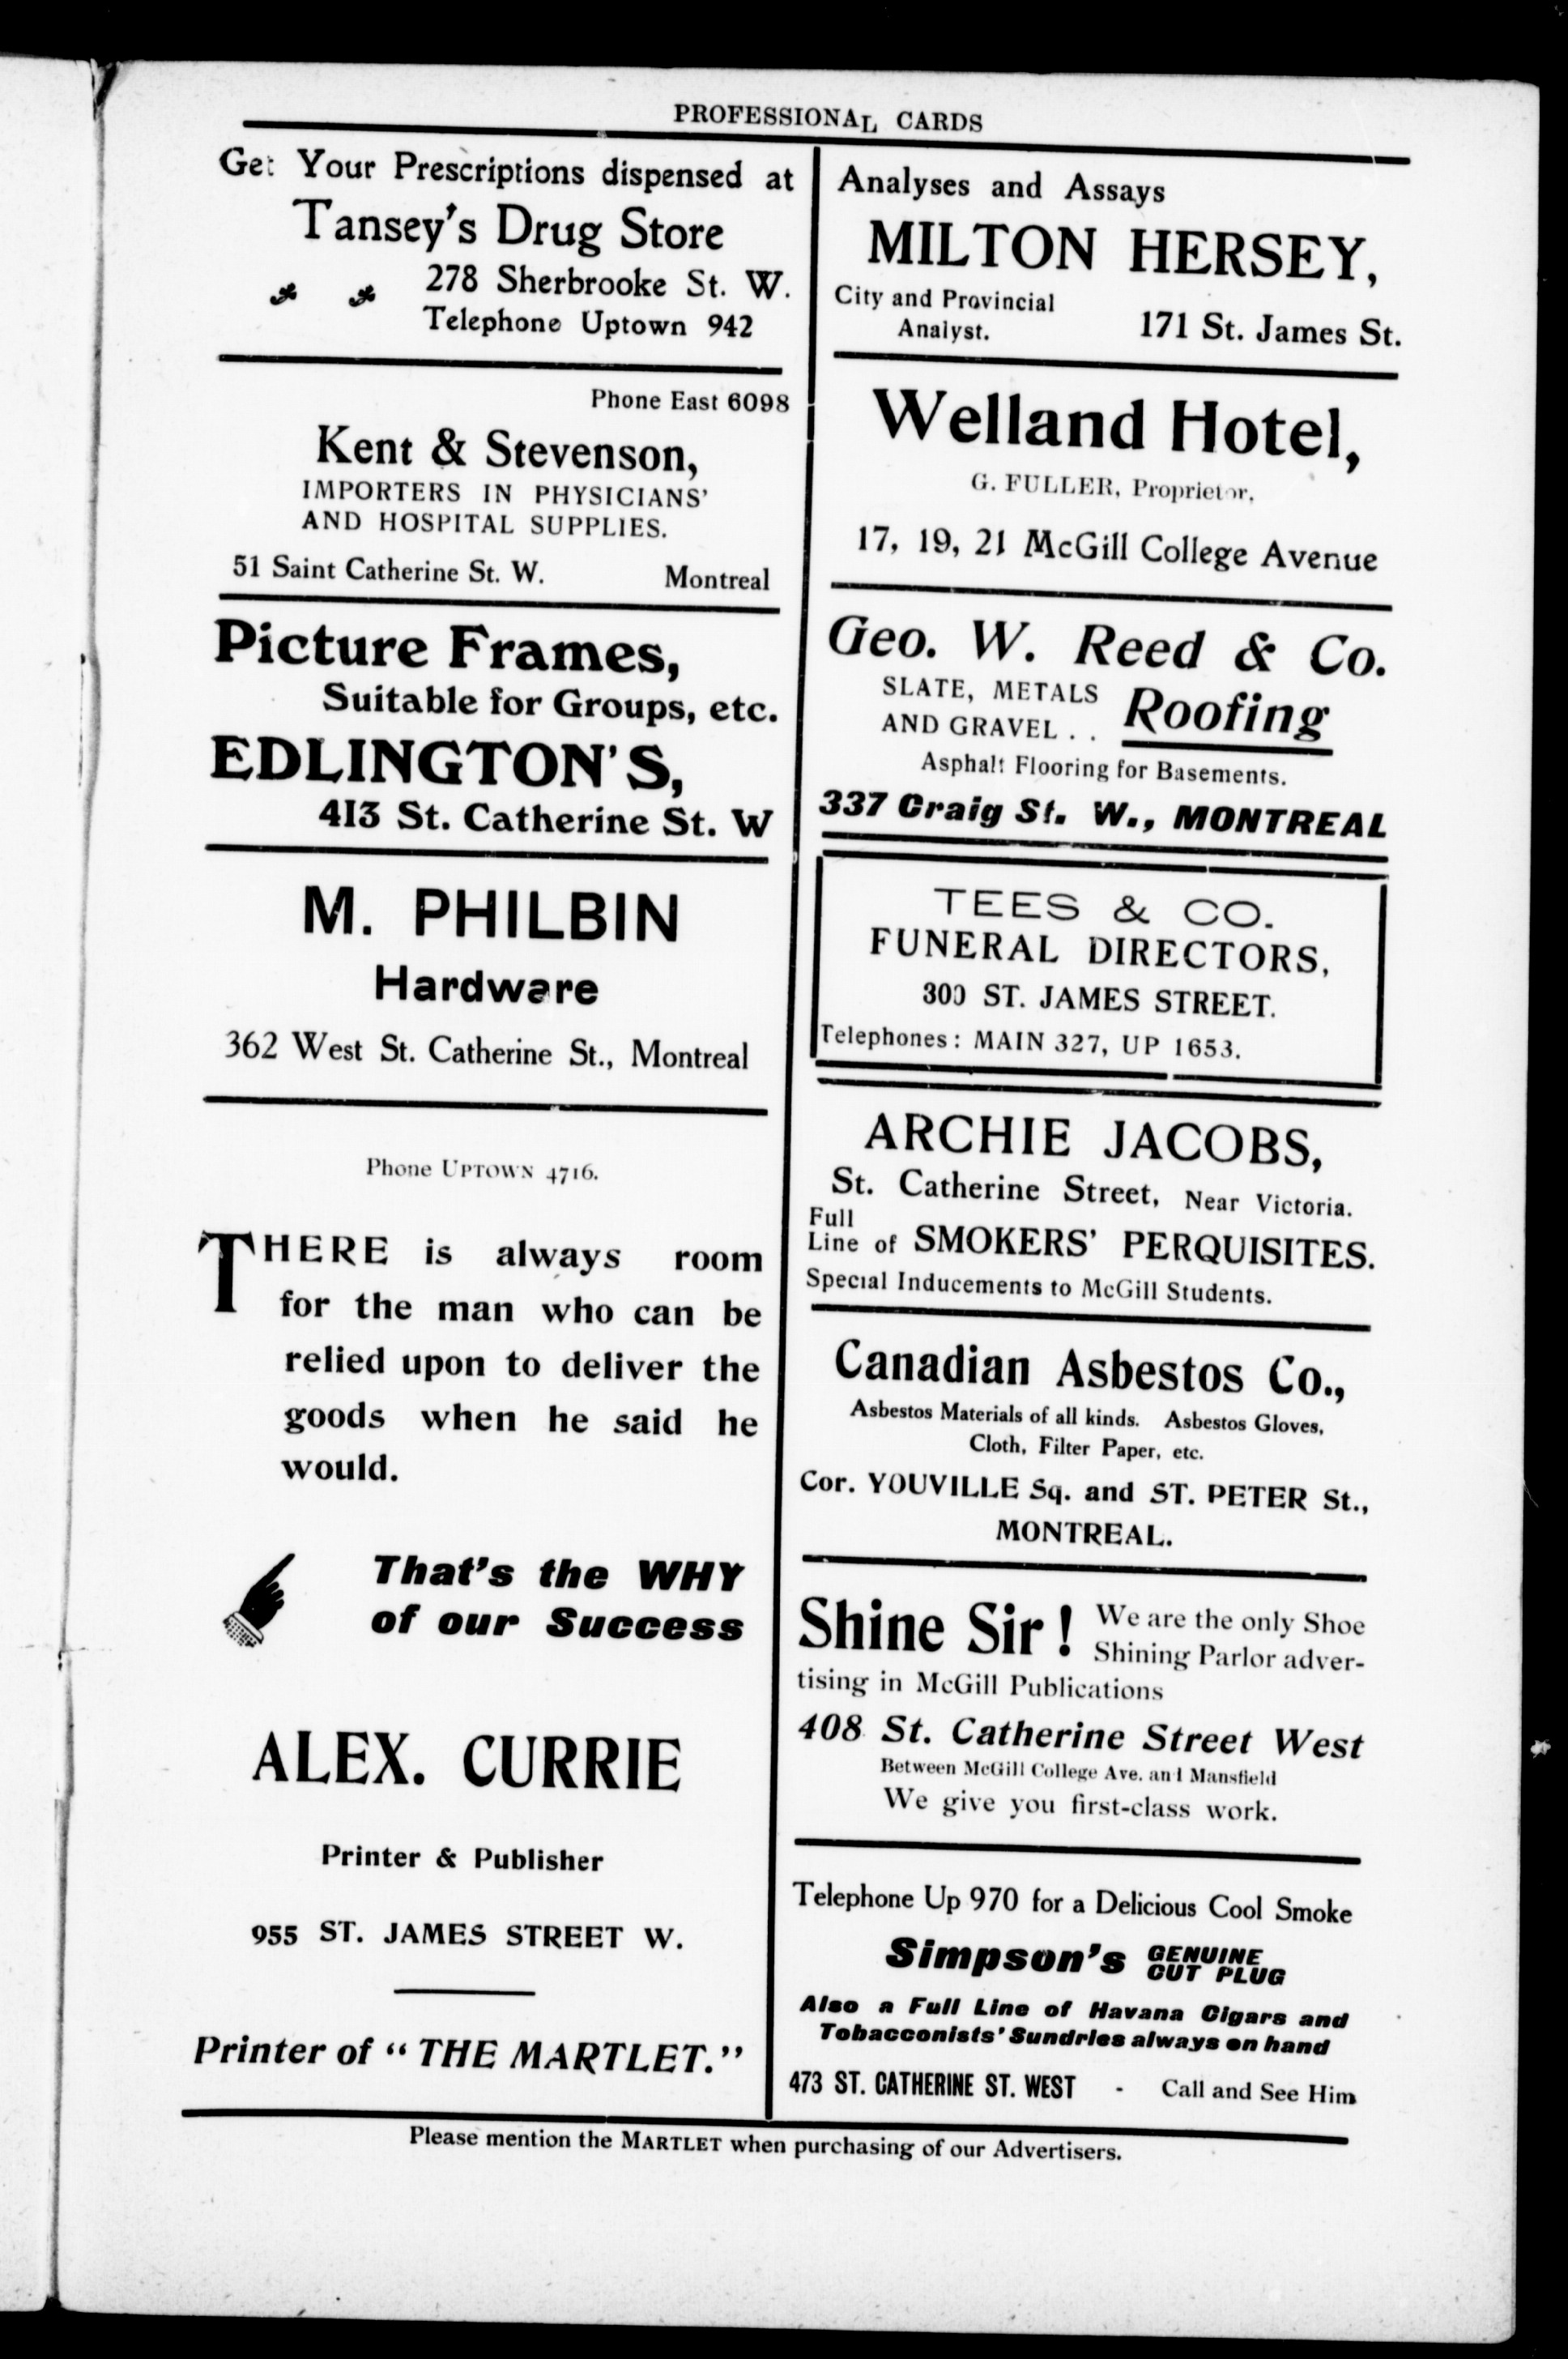 PROFESSIONAL CARDS
Get Your Prescriptions dispensed at
Tansey's Drug Store
278 Sherbrooke St. W.
Telephone Uptown 942
Phone East 6098
Kent & Stevenson,
IMPORTERS IN PHYSICIANS'
AND HOSPITAL SUPPLIES.
51 Saint Catherine St. W. Montreal
Picture Frames,
Suitable for Groups, etc.
EDLINGTON'S,
413 St. Catherine St. W
M. PHILBIN
Hardware
362 West St. Catherine St., Montreal
Phone UPTOWN 4716.
THERE is always room
for the man who can be
relied upon to deliver the
goods when he said he
would.
That's the WHY
of our Success
ALEX. CURRIE
Printer & Publisher
955 ST. JAMES STREET W.
Printer of "THE MARTLET."
Analyses and Assays
MILTON HERSEY,
City and Provincial
Analyst.
171 St. James St.
Welland Hotel,
G. FULLER, Proprietor,
17, 19, 21 McGill College Avenue
Geo. W. Reed & Co.
SLATE, METALS
AND GRAVEL . .
Roofing
Asphalt Flooring for Basements.
337 Craig St. W., MONTREAL
TEES & CO.
FUNERAL DIRECTORS,
300 ST. JAMES STREET.
Telephones: MAIN 327, UP 1653.
ARCHIE JACOBS,
St. Catherine Street, Near Victoria.
Full
Line of SMOKERS' PERQUISITES.
Special Inducements to McGill Students.
Canadian Asbestos Co.,
Asbestos Materials of all kinds. Asbestos Gloves,
Cloth, Filter Paper, etc.
Cor. YOUVILLE Sq. and ST. PETER St.,
MONTREAL.
Shine Sir! We are the only Shoe
Shining Parlor adver-
tising in McGill Publications
408 St. Catherine Street West
Between McGill College Ave. and Mansfield
We give you first-class work.
Telephone Up 970 for a Delicious Cool Smoke
Simpson's GENUINE
CUT PLUG
Also a Full Line of Havana Cigars and
Tobacconists' Sundries always on hand
473 ST. CATHERINE ST. WEST - Call and See Him
Please mention the MARTLET when purchasing of our Advertisers.